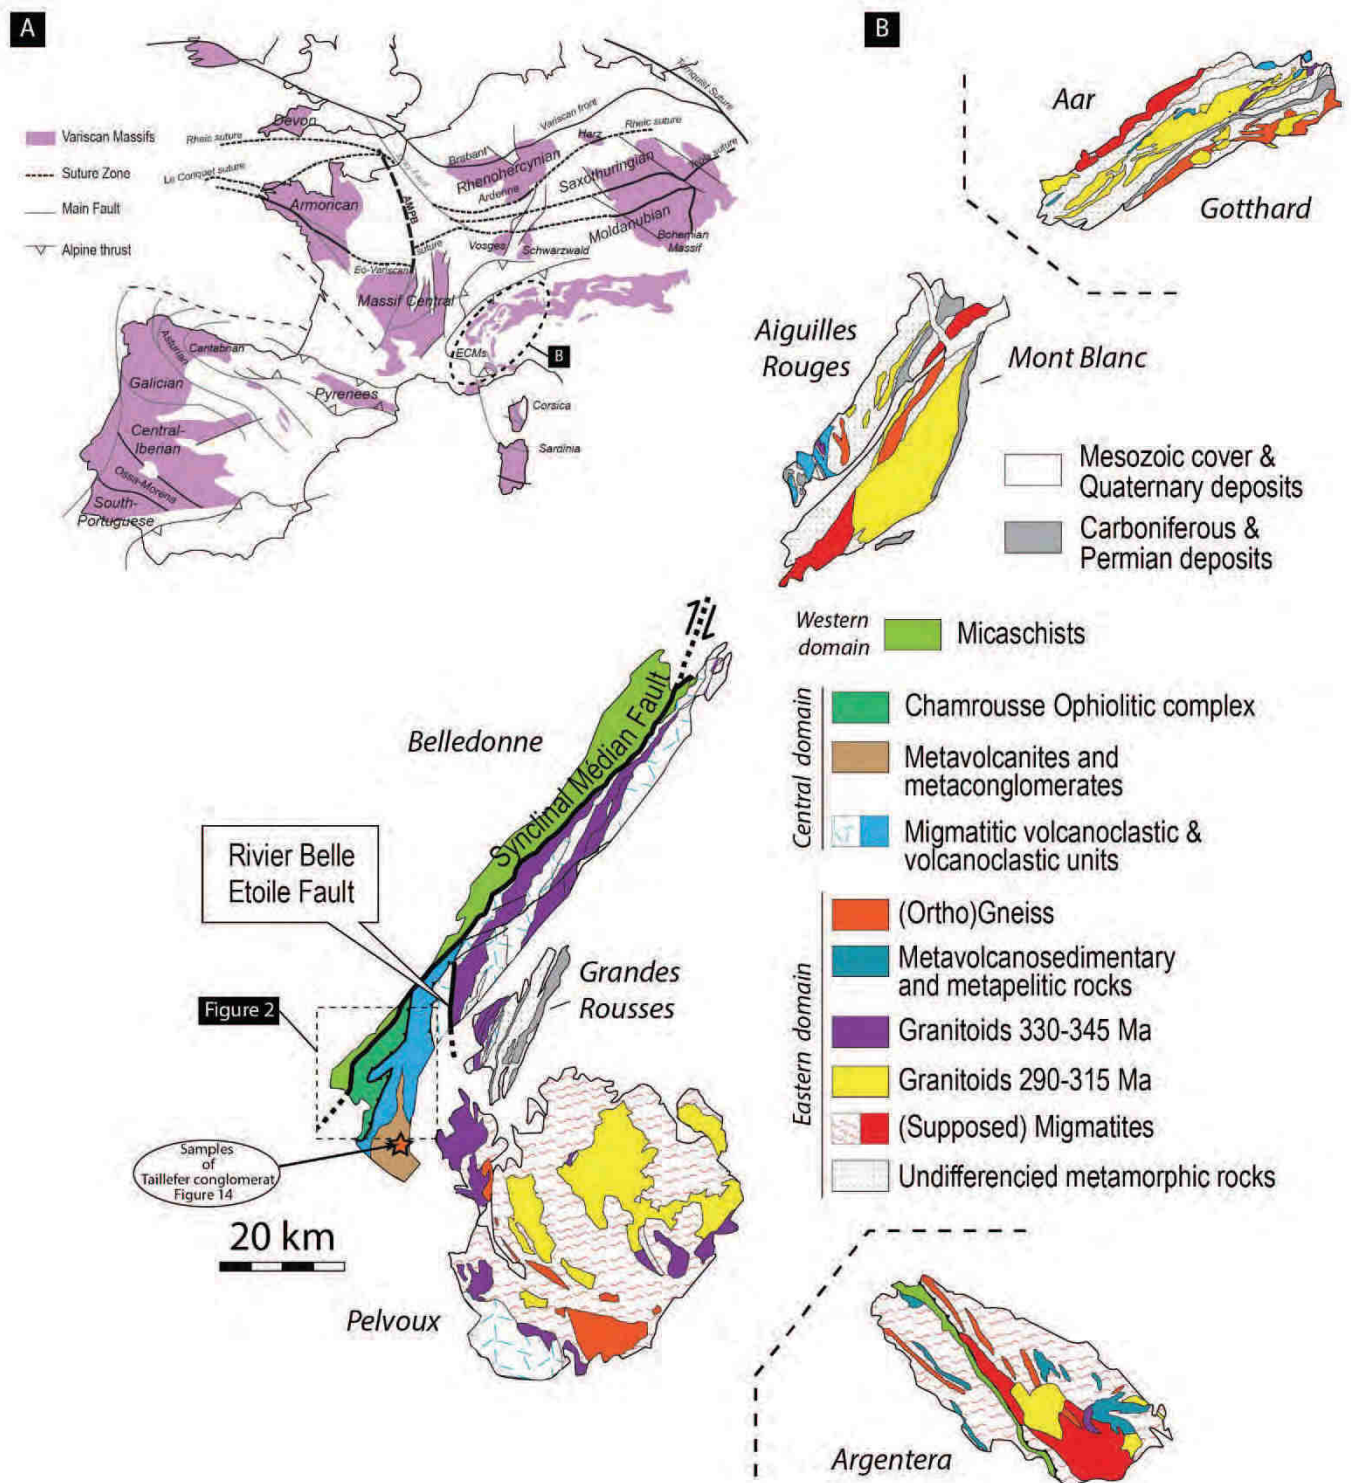 A
Devon
Tornquist Suture
Variscan front
Rheic suture
Rheic suture
Harz
Variscan Massifs
Brabant
Rhenohercynian
Suture Zone
Le Conquet suture
Ardenne
Saxothuringian
Main Fault
Armorican
AMPB
Moldanubian
Bohemian
Massif
Alpine thrust
suture
Vosges
Schwarzwald
Eo-Variscan
Massif Central
Asturian
Cantabrian
ECMs
B
Galician
Pyrenees
Corsica
Central-
Iberian
Sardinia
Ossa-Morena
South-
Portuguese
B
Aar
Gotthard
Aiguilles
Rouges
Mont Blanc
Mesozoic cover &
Quaternary deposits
Carboniferous &
Permian deposits
Western
domain
Micaschists
Central domain
Chamrousse Ophiolitic complex
Metavolcanites and
metaconglomerates
Migmatitic volcanoclastic &
volcanoclastic units
Eastern domain
(Ortho)Gneiss
Metavolcanosedimentary
and metapelitic rocks
Granitoids 330-345 Ma
Granitoids 290-315 Ma
(Supposed) Migmatites
Undifferencied metamorphic rocks
Belledonne
Synclinal Médian Fault
Rivier Belle
Etoile Fault
Grandes
Rousses
Figure 2
Samples
of
Taillefer conglomerat
Figure 14
20 km
Pelvoux
Argentera